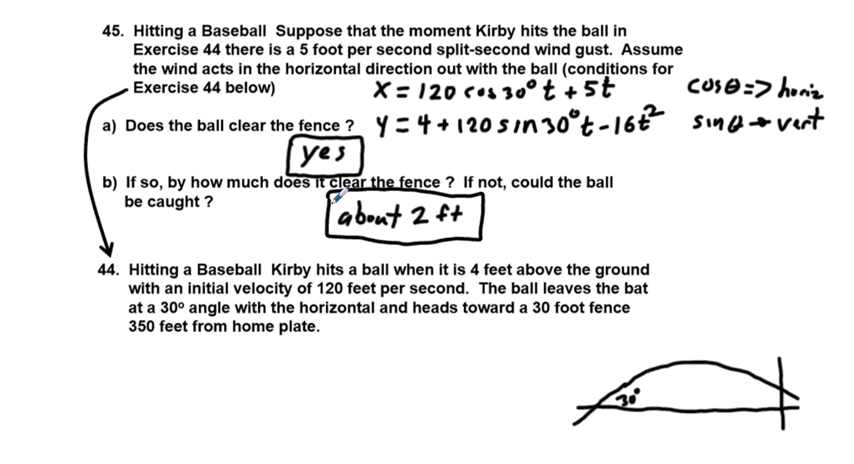 45. Hitting a Baseball Suppose that the moment Kirby hits the ball in
Exercise 44 there is a 5 foot per second split-second wind gust. Assume
the wind acts in the horizontal direction out with the ball (conditions for
Exercise 44 below)
x = 120 cos 30° t + 5t
cos θ => horiz
a) Does the ball clear the fence ?
y = 4 + 120 sin 30° t - 16t²
sin θ → vert
yes
b) If so, by how much does it clear the fence ? If not, could the ball
be caught ?
about 2 ft
44. Hitting a Baseball Kirby hits a ball when it is 4 feet above the ground
with an initial velocity of 120 feet per second. The ball leaves the bat
at a 30º angle with the horizontal and heads toward a 30 foot fence
350 feet from home plate.
30°